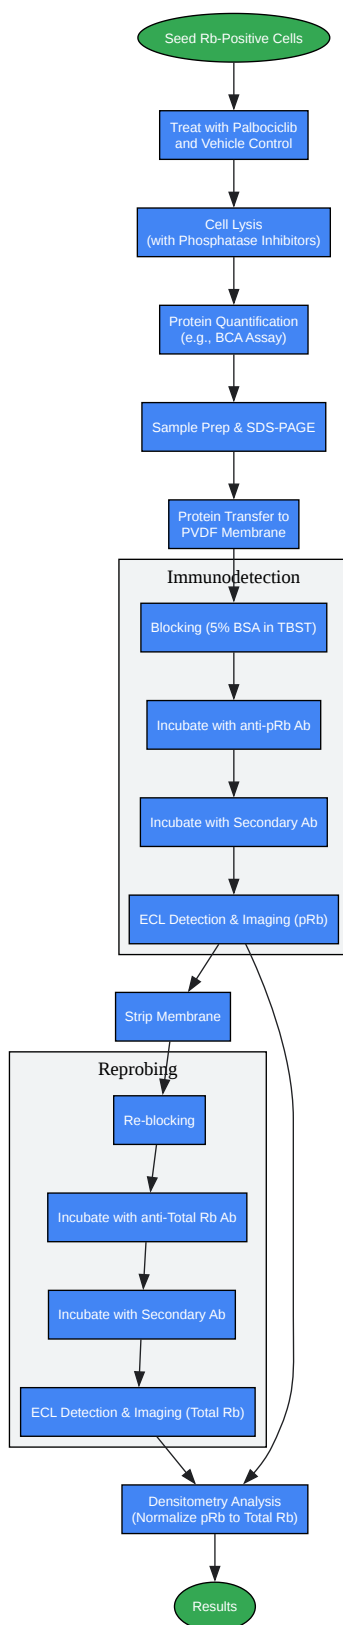 Seed Rb-Positive Cells
Treat with Palbociclib
and Vehicle Control
Cell Lysis
(with Phosphatase Inhibitors)
Protein Quantification
(e.g., BCA Assay)
Sample Prep & SDS-PAGE
Protein Transfer to
PVDF Membrane
Immunodetection
Blocking (5% BSA in TBST)
Incubate with anti-pRb Ab
Incubate with Secondary Ab
ECL Detection & Imaging (pRb)
Strip Membrane
Reprobing
Re-blocking
Incubate with anti-Total Rb Ab
Incubate with Secondary Ab
ECL Detection & Imaging (Total Rb)
Densitometry Analysis
(Normalize pRb to Total Rb)
Results